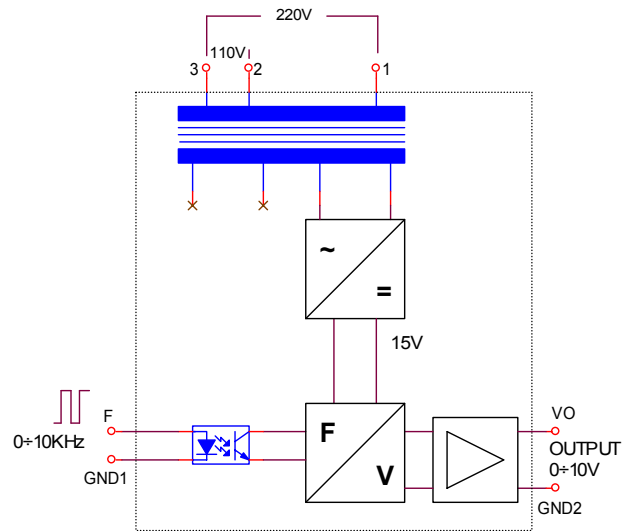 220V
110V
3
2
1
~
=
15V
F
0÷10KHz
GND1
F
V
VO
OUTPUT
0÷10V
GND2